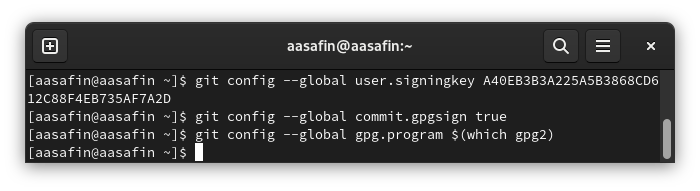 aasafin@aasafin:~
[aasafin@aasafin ~]$ git config --global user.signingkey A40EB3B3A225A5B3868CD6
12C88F4EB735AF7A2D
[aasafin@aasafin ~]$ git config --global commit.gpgsign true
[aasafin@aasafin ~]$ git config --global gpg.program $(which gpg2)
[aasafin@aasafin ~]$